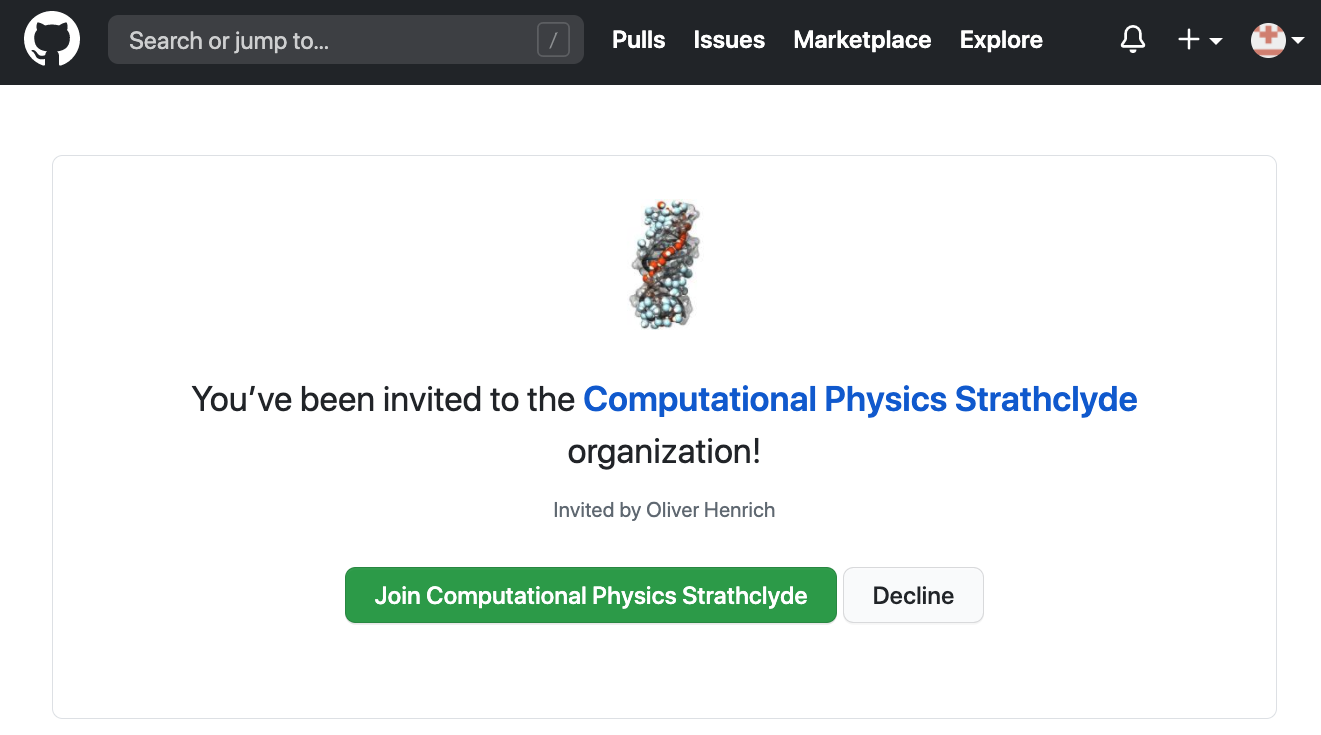 Search or jump to...
/
Pulls
Issues
Marketplace
Explore
You’ve been invited to the Computational Physics Strathclyde
organization!
Invited by Oliver Henrich
Join Computational Physics Strathclyde
Decline